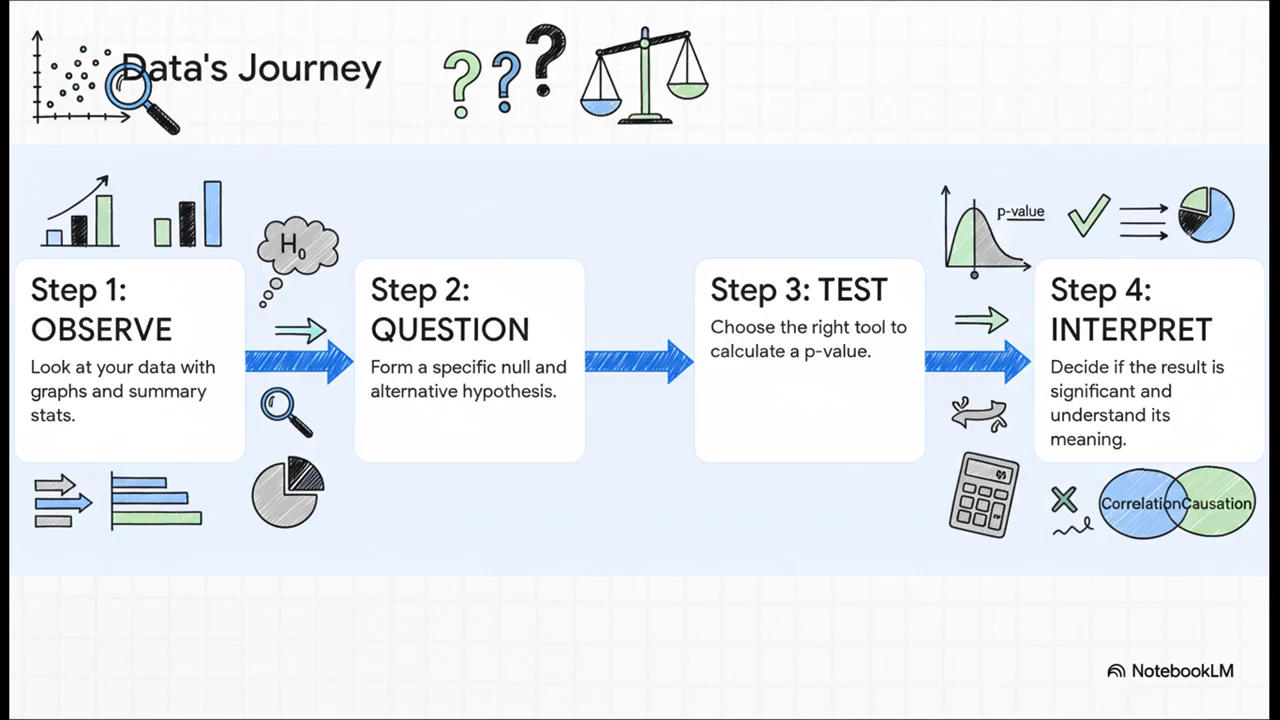 Data's Journey
? ? ?
H₀
p-value
Step 1:
OBSERVE
Look at your data with
graphs and summary
stats.
Step 2:
QUESTION
Form a specific null and
alternative hypothesis.
Step 3: TEST
Choose the right tool to
calculate a p-value.
Step 4:
INTERPRET
Decide if the result is
significant and
understand its
meaning.
Correlation Causation
NotebookLM